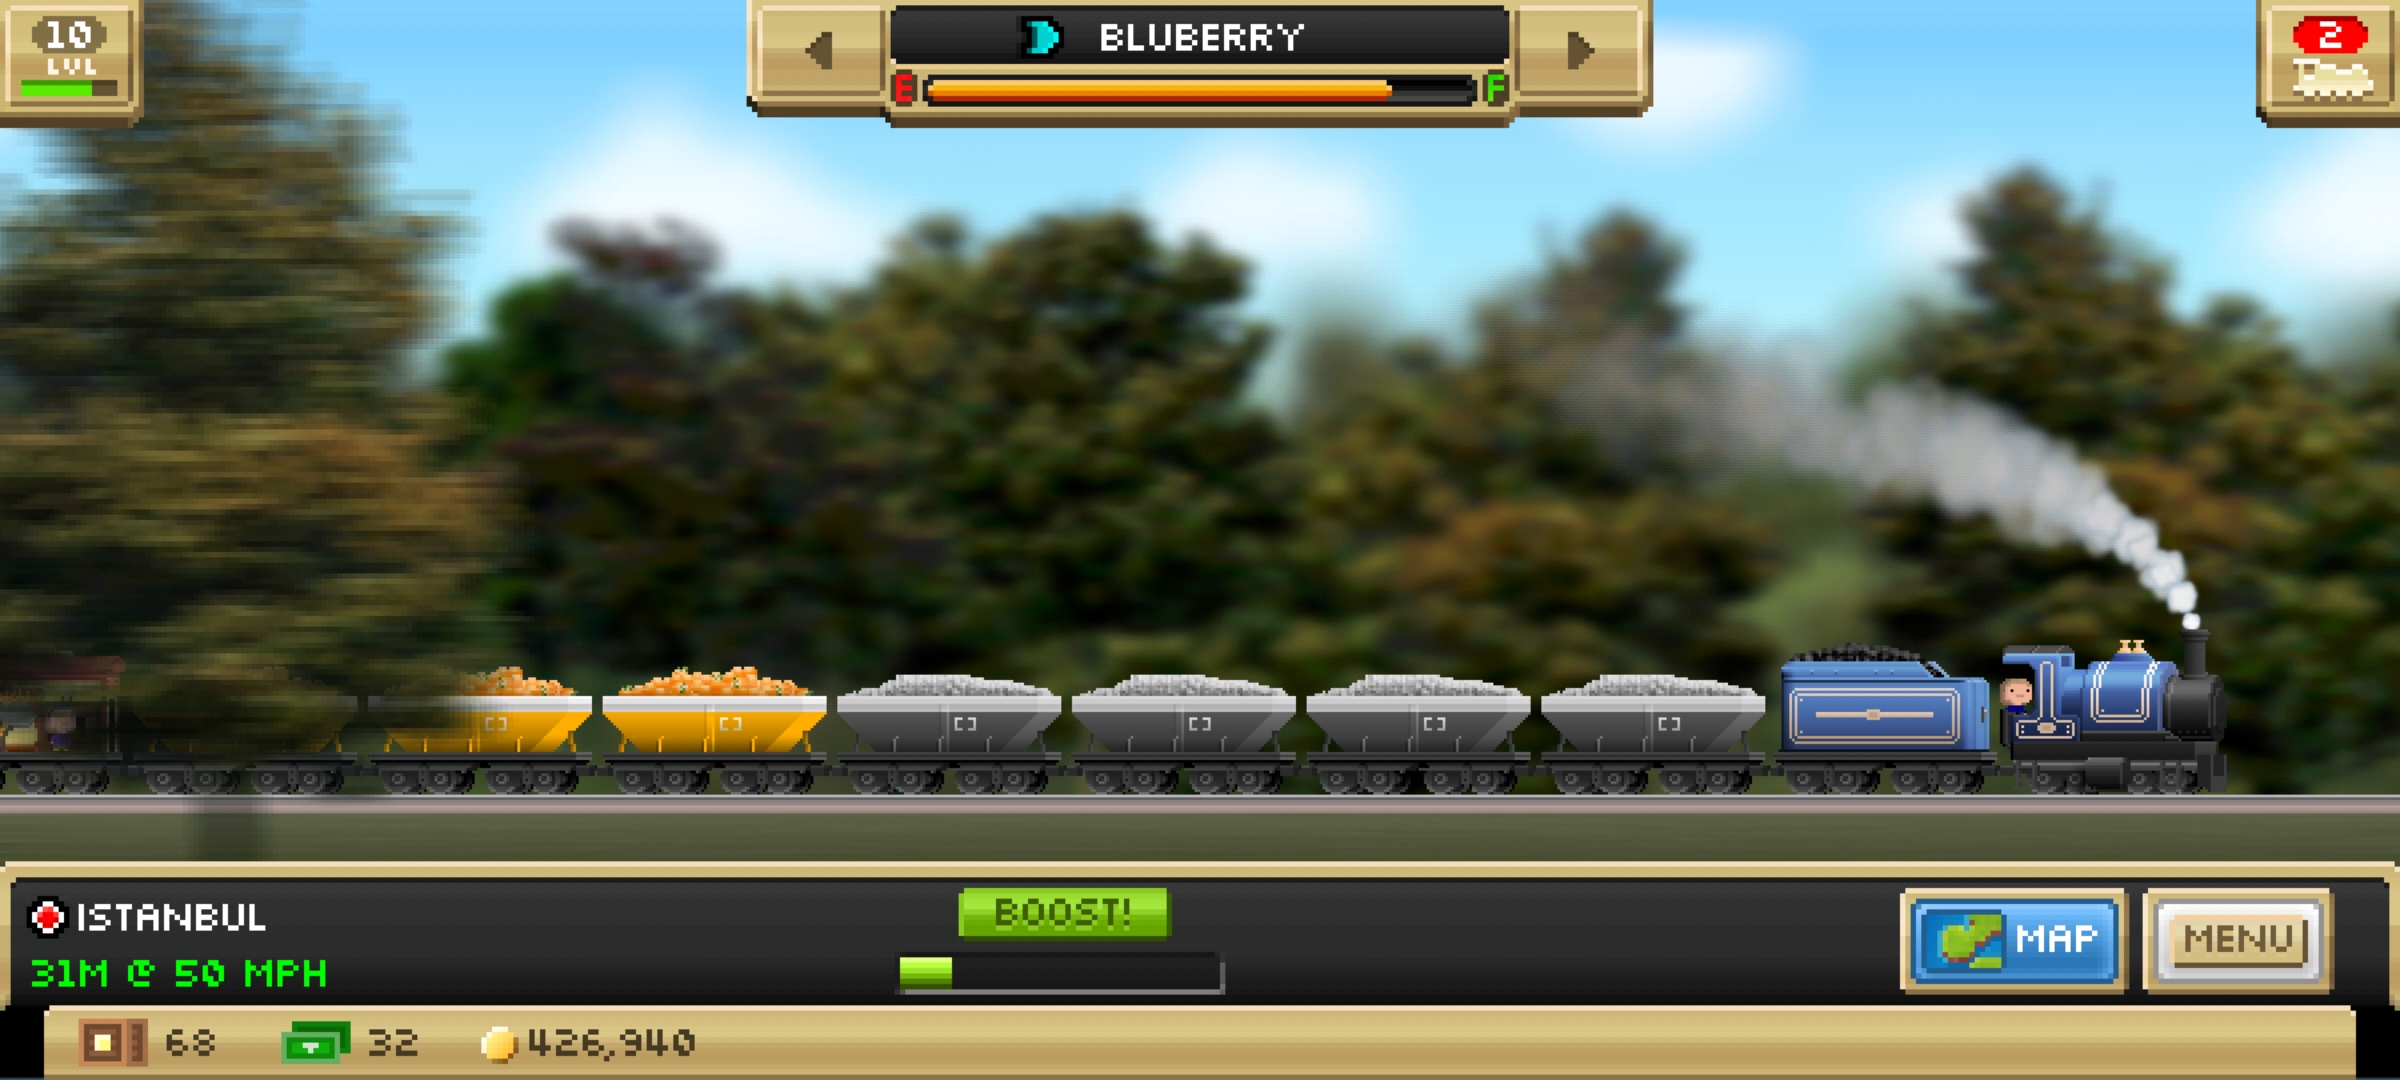 10
LVL
BLUBERRY
E F
2
ISTANBUL
31M @ 50 MPH
BOOST!
MAP
MENU
68
32
426,940